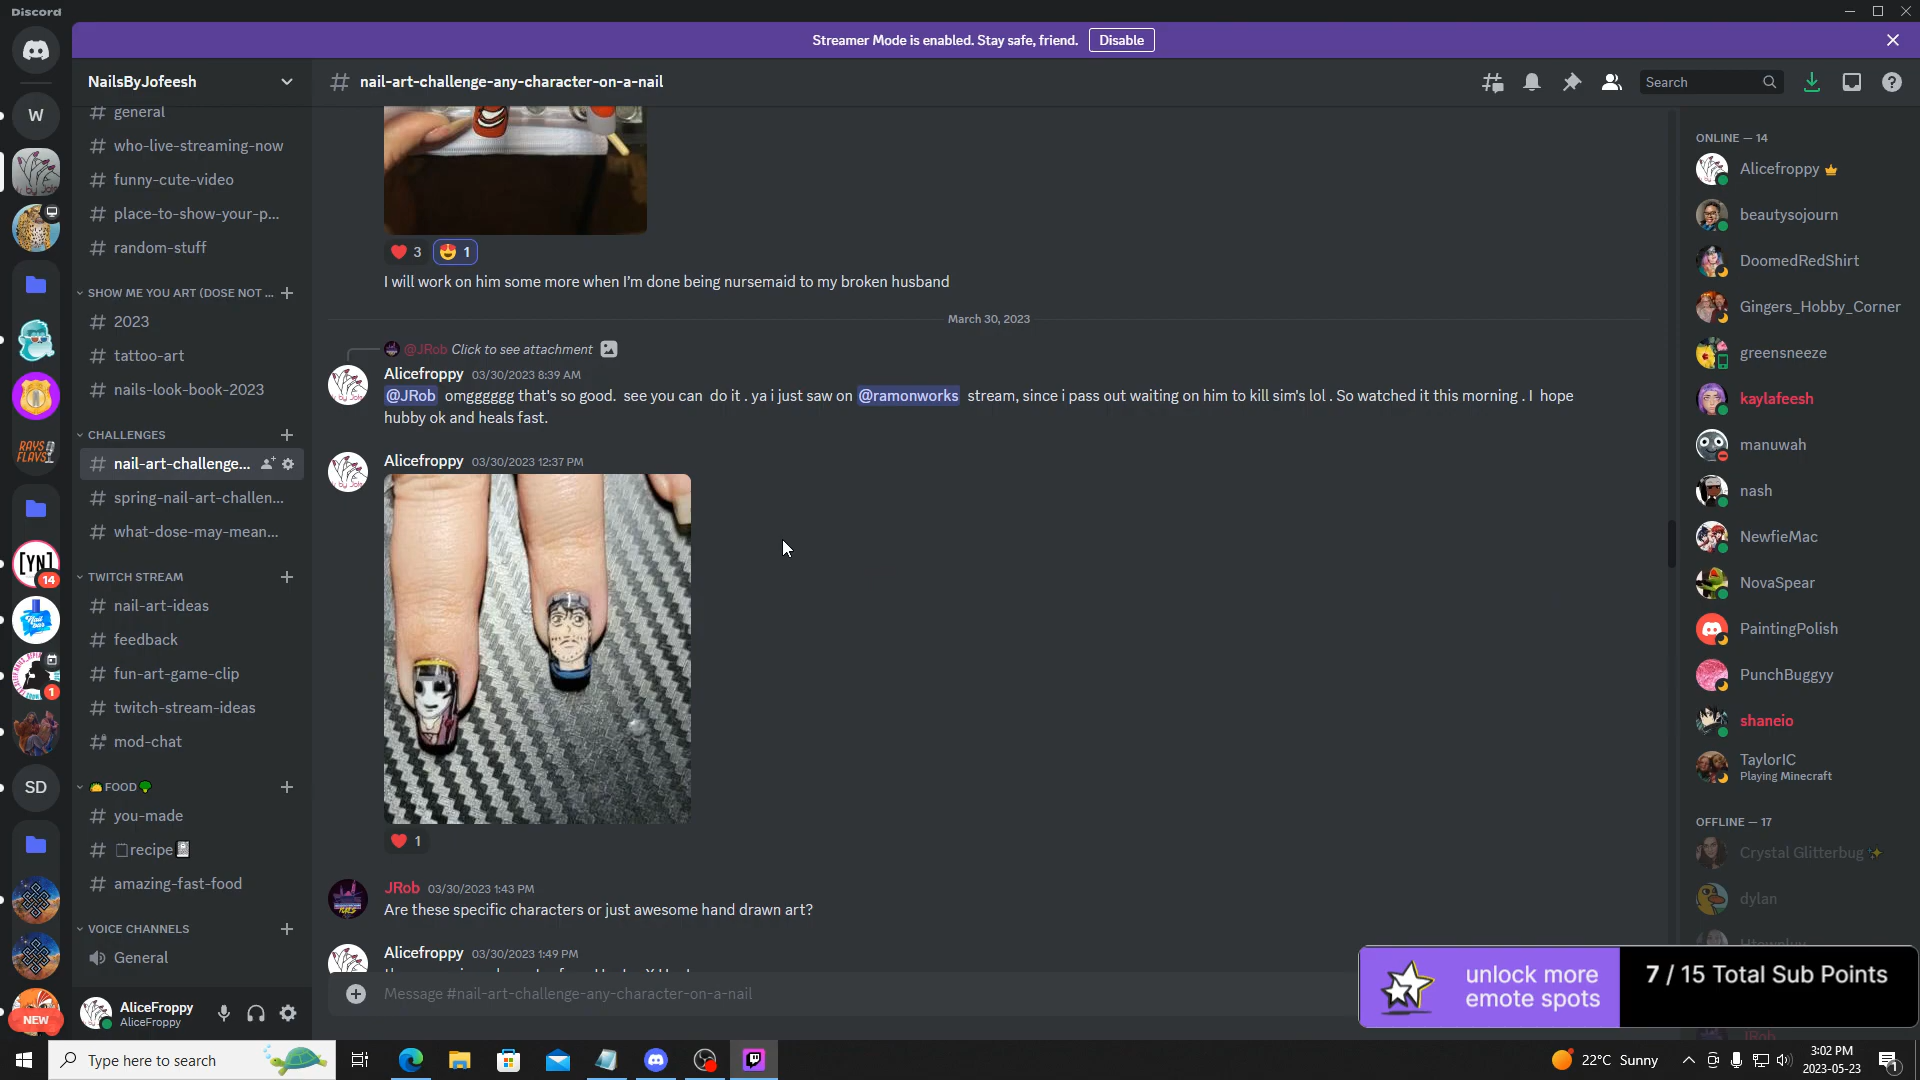 Discord
Streamer Mode is enabled. Stay safe, friend.
Disable
NailsByJofeesh
general
who-live-streaming-now
funny-cute-video
place-to-show-your-p...
random-stuff
SHOW ME YOU ART (DOSE NOT ...
2023
tattoo-art
nails-look-book-2023
CHALLENGES
nail-art-challenge...
spring-nail-art-challen...
what-dose-may-mean...
TWITCH STREAM
nail-art-ideas
feedback
fun-art-game-clip
twitch-stream-ideas
mod-chat
🌮FOOD🥦
you-made
recipe
amazing-fast-food
VOICE CHANNELS
General
AliceFroppy
AliceFroppy
W
RAYS
FLAVS
[YN]
14
Nail
bar
1
SD
NEW
nail-art-challenge-any-character-on-a-nail
Search
3
1
I will work on him some more when I'm done being nursemaid to my broken husband
March 30, 2023
@JRob Click to see attachment
Alicefroppy 03/30/2023 8:39 AM
@JRob omgggggg that's so good. see you can do it . ya i just saw on @ramonworks stream, since i pass out waiting on him to kill sim's lol . So watched it this morning . I hope
hubby ok and heals fast.
Alicefroppy 03/30/2023 12:37 PM
1
JRob 03/30/2023 1:43 PM
Are these specific characters or just awesome hand drawn art?
Alicefroppy 03/30/2023 1:49 PM
Message #nail-art-challenge-any-character-on-a-nail
ONLINE — 14
Alicefroppy
beautysojourn
DoomedRedShirt
Gingers_Hobby_Corner
greensneeze
kaylafeesh
manuwah
nash
NewfieMac
NovaSpear
PaintingPolish
PunchBuggyy
shaneio
TaylorIC
Playing Minecraft
OFFLINE — 17
Crystal Glitterbug
dylan
unlock more
emote spots
7 / 15 Total Sub Points
JRob
Type here to search
22°C Sunny
3:02 PM
2023-05-23
1